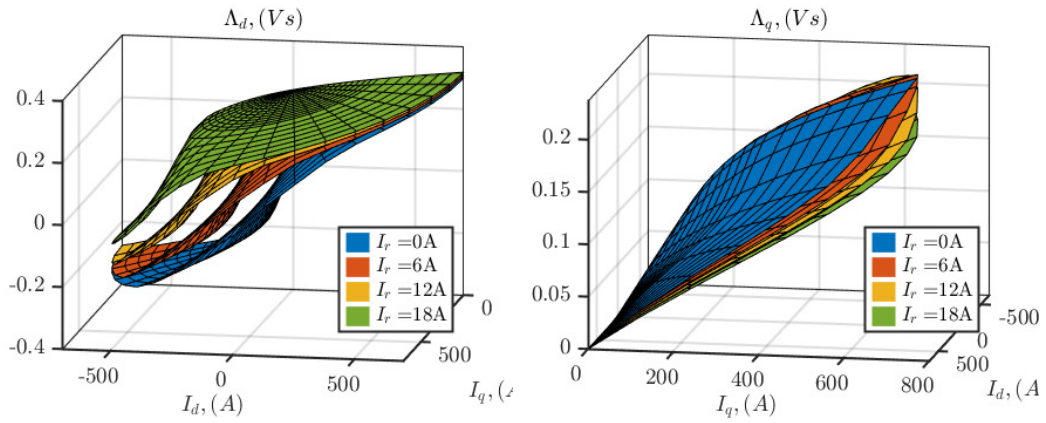 Λd, (Vs)
0.4
0.2
0
-0.2
-0.4
-500
0
500
Id, (A)
0
500
Iq, (A
Ir =0A
Ir =6A
Ir =12A
Ir =18A
Λq, (Vs)
0.2
0.15
0.1
0.05
0
0
200
400
600
800
Iq, (A)
-500
0
500
Id, (A
Ir =0A
Ir =6A
Ir =12A
Ir =18A